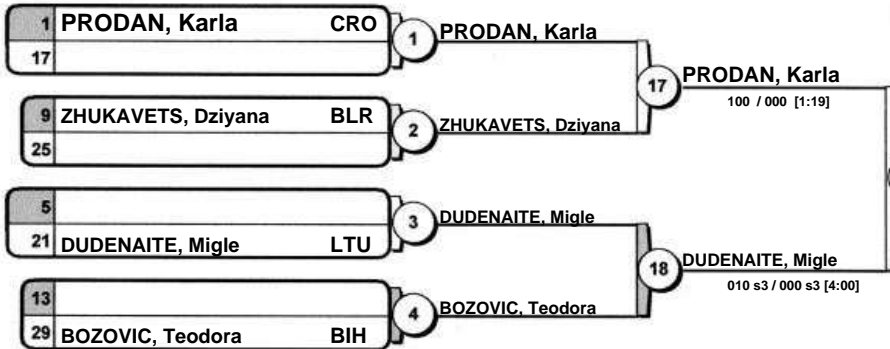 1 PRODAN, Karla CRO
17
1 PRODAN, Karla
9 ZHUKAVETS, Dziyana BLR
25
2 ZHUKAVETS, Dziyana
17 PRODAN, Karla
100 / 000 [1:19]
5
21 DUDENAITE, Migle LTU
3 DUDENAITE, Migle
13
29 BOZOVIC, Teodora BIH
4 BOZOVIC, Teodora
18 DUDENAITE, Migle
010 s3 / 000 s3 [4:00]